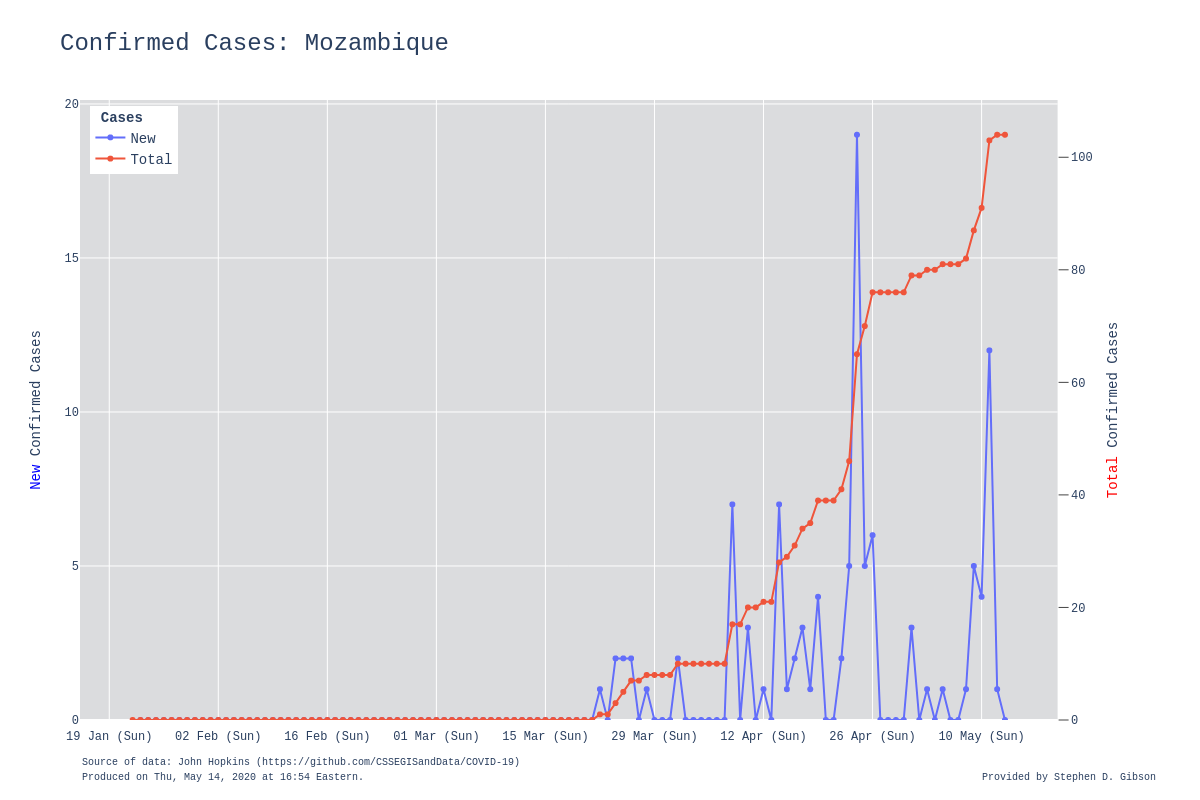 Confirmed Cases: Mozambique
Cases
New
Total
20
15
10
5
0
100
80
60
40
20
0
New Confirmed Cases
Total Confirmed Cases
19 Jan (Sun) 02 Feb (Sun) 16 Feb (Sun) 01 Mar (Sun) 15 Mar (Sun) 29 Mar (Sun) 12 Apr (Sun) 26 Apr (Sun) 10 May (Sun)
Source of data: John Hopkins (https://github.com/CSSEGISandData/COVID-19)
Produced on Thu, May 14, 2020 at 16:54 Eastern.
Provided by Stephen D. Gibson